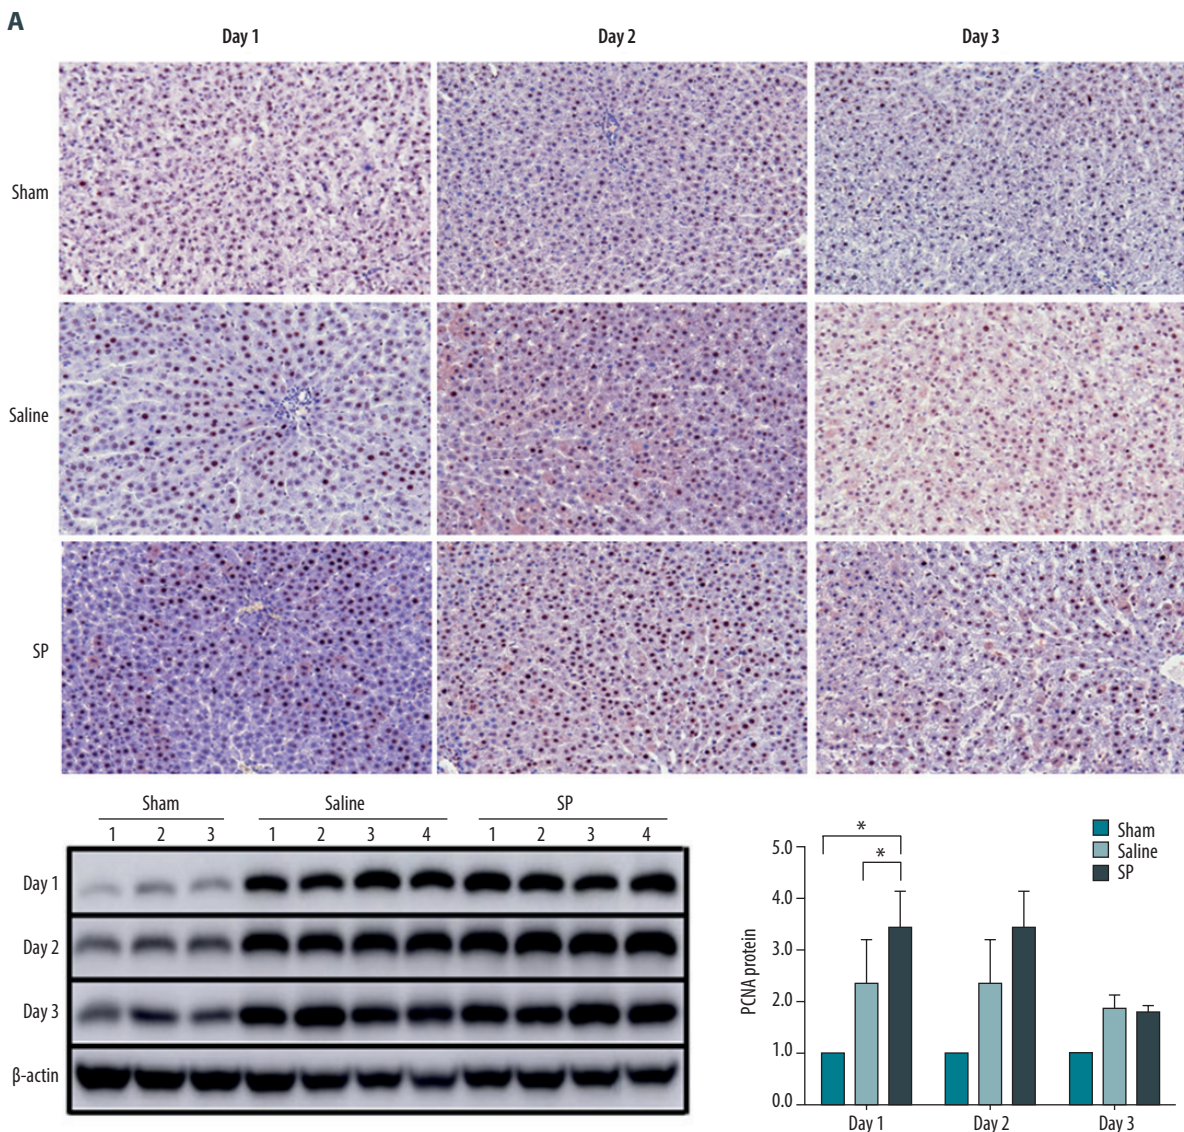 A
Day 1 Day 2 Day 3
Sham
Saline
SP
Sham Saline SP
1 2 3 1 2 3 4 1 2 3 4
Day 1
Day 2
Day 3
β-actin
Sham
Saline
SP
* 
*
PCNA protein
5.0
4.0
3.0
2.0
1.0
0.0
Day 1 Day 2 Day 3